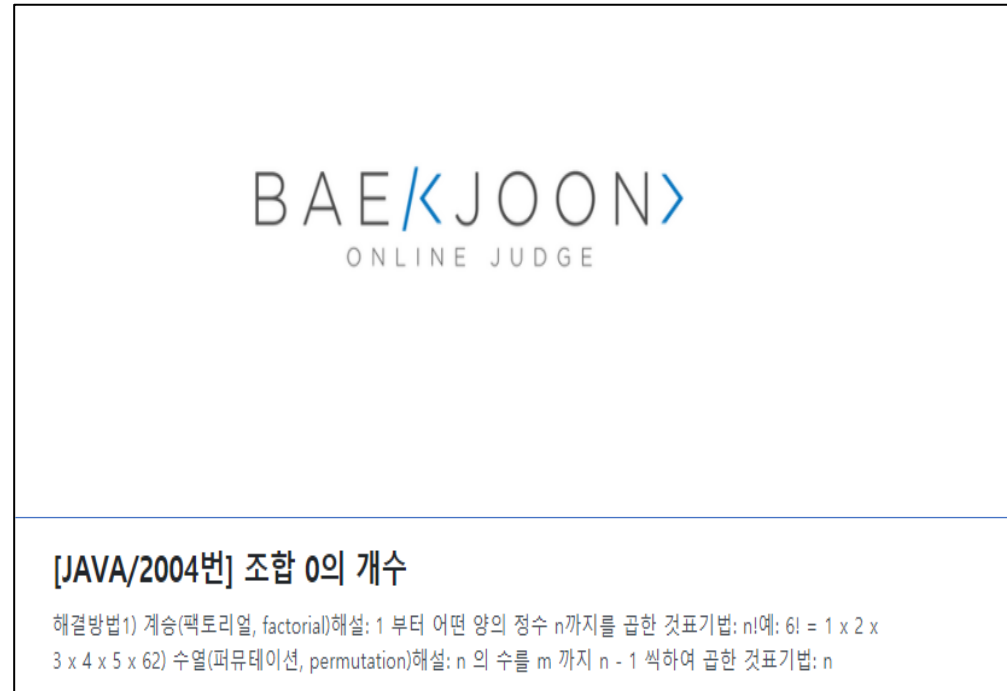 BAEKJOON>
ONLINE JUDGE
[JAVA/2004번] 조합 0의 개수
해결방법1) 계승(팩토리얼, factorial)해설: 1 부터 어떤 양의 정수 n까지를 곱한 것표기법: n!예: 6! = 1 x 2 x
3 x 4 x 5 x 62) 수열(퍼뮤테이션, permutation)해설: n 의 수를 m 까지 n - 1 씩하여 곱한 것표기법: n